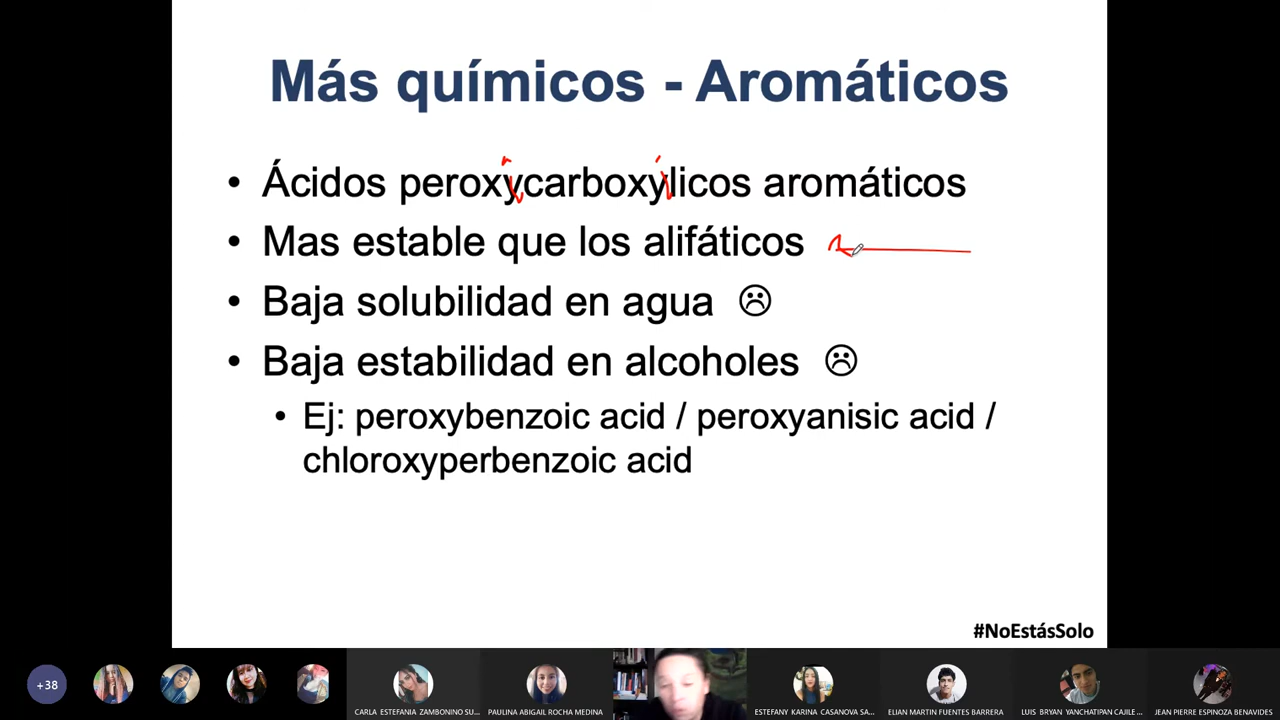 Más químicos - Aromáticos
• Ácidos peroxycarboxylicos aromáticos
• Mas estable que los alifáticos
• Baja solubilidad en agua ☹
• Baja estabilidad en alcoholes ☹
• Ej: peroxybenzoic acid / peroxyanisic acid /
chloroxyperbenzoic acid
#NoEstásSolo
+38
CARLA ESTEFANIA ZAMBONINO SU...
PAULINA ABIGAIL ROCHA MEDINA
ESTEFANY KARINA CASANOVA SA...
ELIAN MARTIN FUENTES BARRERA
LUIS BRYAN YANCHATIPAN CAJILE ...
JEAN PIERRE ESPINOZA BENAVIDES